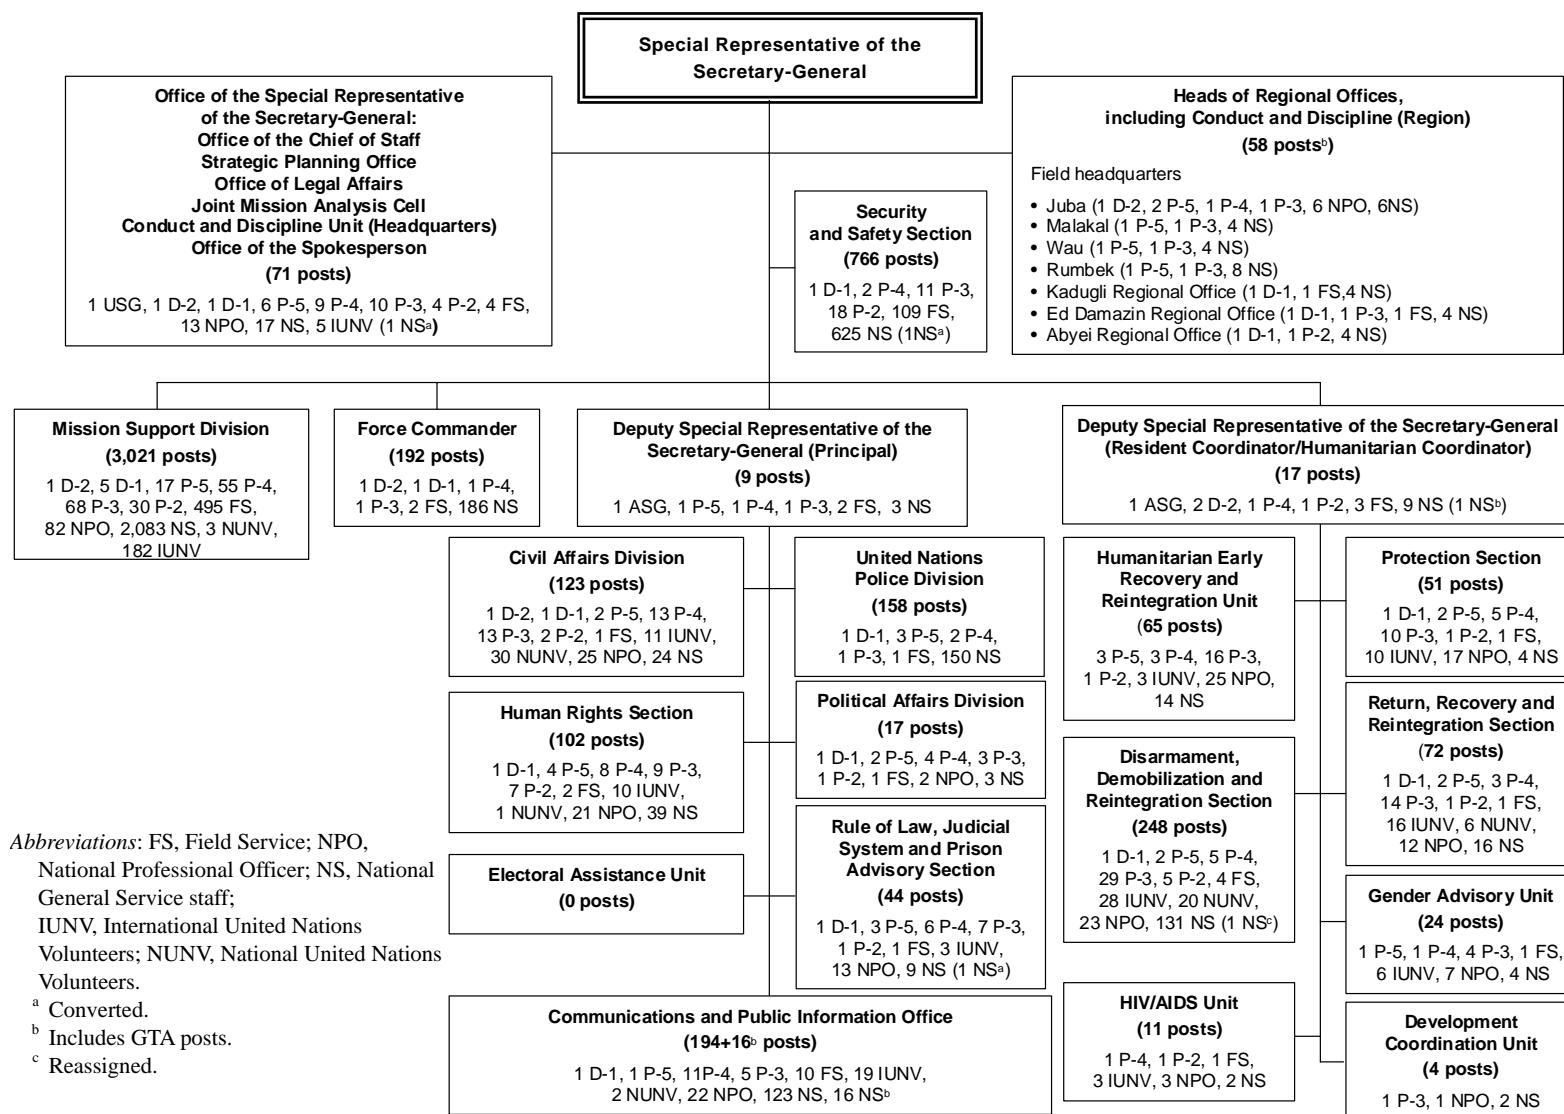 Special Representative of the
Secretary-General
Office of the Special Representative
of the Secretary-General:
Office of the Chief of Staff
Strategic Planning Office
Office of Legal Affairs
Joint Mission Analysis Cell
Conduct and Discipline Unit (Headquarters)
Office of the Spokesperson
(71 posts)
1 USG, 1 D-2, 1 D-1, 6 P-5, 9 P-4, 10 P-3, 4 P-2, 4 FS,
13 NPO, 17 NS, 5 IUNV (1 NSᵃ)
Security
and Safety Section
(766 posts)
1 D-1, 2 P-4, 11 P-3,
18 P-2, 109 FS,
625 NS (1NSᵃ)
Heads of Regional Offices,
including Conduct and Discipline (Region)
(58 postsᵇ)
Field headquarters
• Juba (1 D-2, 2 P-5, 1 P-4, 1 P-3, 6 NPO, 6NS)
• Malakal (1 P-5, 1 P-3, 4 NS)
• Wau (1 P-5, 1 P-3, 4 NS)
• Rumbek (1 P-5, 1 P-3, 8 NS)
• Kadugli Regional Office (1 D-1, 1 FS,4 NS)
• Ed Damazin Regional Office (1 D-1, 1 P-3, 1 FS, 4 NS)
• Abyei Regional Office (1 D-1, 1 P-2, 4 NS)
Mission Support Division
(3,021 posts)
1 D-2, 5 D-1, 17 P-5, 55 P-4,
68 P-3, 30 P-2, 495 FS,
82 NPO, 2,083 NS, 3 NUNV,
182 IUNV
Force Commander
(192 posts)
1 D-2, 1 D-1, 1 P-4,
1 P-3, 2 FS, 186 NS
Deputy Special Representative of the
Secretary-General (Principal)
(9 posts)
1 ASG, 1 P-5, 1 P-4, 1 P-3, 2 FS, 3 NS
Deputy Special Representative of the Secretary-General
(Resident Coordinator/Humanitarian Coordinator)
(17 posts)
1 ASG, 2 D-2, 1 P-4, 1 P-2, 3 FS, 9 NS (1 NSᵇ)
Civil Affairs Division
(123 posts)
1 D-2, 1 D-1, 2 P-5, 13 P-4,
13 P-3, 2 P-2, 1 FS, 11 IUNV,
30 NUNV, 25 NPO, 24 NS
United Nations
Police Division
(158 posts)
1 D-1, 3 P-5, 2 P-4,
1 P-3, 1 FS, 150 NS
Human Rights Section
(102 posts)
1 D-1, 4 P-5, 8 P-4, 9 P-3,
7 P-2, 2 FS, 10 IUNV,
1 NUNV, 21 NPO, 39 NS
Political Affairs Division
(17 posts)
1 D-1, 2 P-5, 4 P-4, 3 P-3,
1 P-2, 1 FS, 2 NPO, 3 NS
Electoral Assistance Unit
(0 posts)
Rule of Law, Judicial
System and Prison
Advisory Section
(44 posts)
1 D-1, 3 P-5, 6 P-4, 7 P-3,
1 P-2, 1 FS, 3 IUNV,
13 NPO, 9 NS (1 NSᵃ)
Communications and Public Information Office
(194+16ᵇ posts)
1 D-1, 1 P-5, 11P-4, 5 P-3, 10 FS, 19 IUNV,
2 NUNV, 22 NPO, 123 NS, 16 NSᵇ
Humanitarian Early
Recovery and
Reintegration Unit
(65 posts)
3 P-5, 3 P-4, 16 P-3,
1 P-2, 3 IUNV, 25 NPO,
14 NS
Protection Section
(51 posts)
1 D-1, 2 P-5, 5 P-4,
10 P-3, 1 P-2, 1 FS,
10 IUNV, 17 NPO, 4 NS
Disarmament,
Demobilization and
Reintegration Section
(248 posts)
1 D-1, 2 P-5, 5 P-4,
29 P-3, 5 P-2, 4 FS,
28 IUNV, 20 NUNV,
23 NPO, 131 NS (1 NSᶜ)
Return, Recovery and
Reintegration Section
(72 posts)
1 D-1, 2 P-5, 3 P-4,
14 P-3, 1 P-2, 1 FS,
16 IUNV, 6 NUNV,
12 NPO, 16 NS
Gender Advisory Unit
(24 posts)
1 P-5, 1 P-4, 4 P-3, 1 FS,
6 IUNV, 7 NPO, 4 NS
HIV/AIDS Unit
(11 posts)
1 P-4, 1 P-2, 1 FS,
3 IUNV, 3 NPO, 2 NS
Development
Coordination Unit
(4 posts)
1 P-3, 1 NPO, 2 NS
Abbreviations: FS, Field Service; NPO,
National Professional Officer; NS, National
General Service staff;
IUNV, International United Nations
Volunteers; NUNV, National United Nations
Volunteers.
ᵃ Converted.
ᵇ Includes GTA posts.
ᶜ Reassigned.